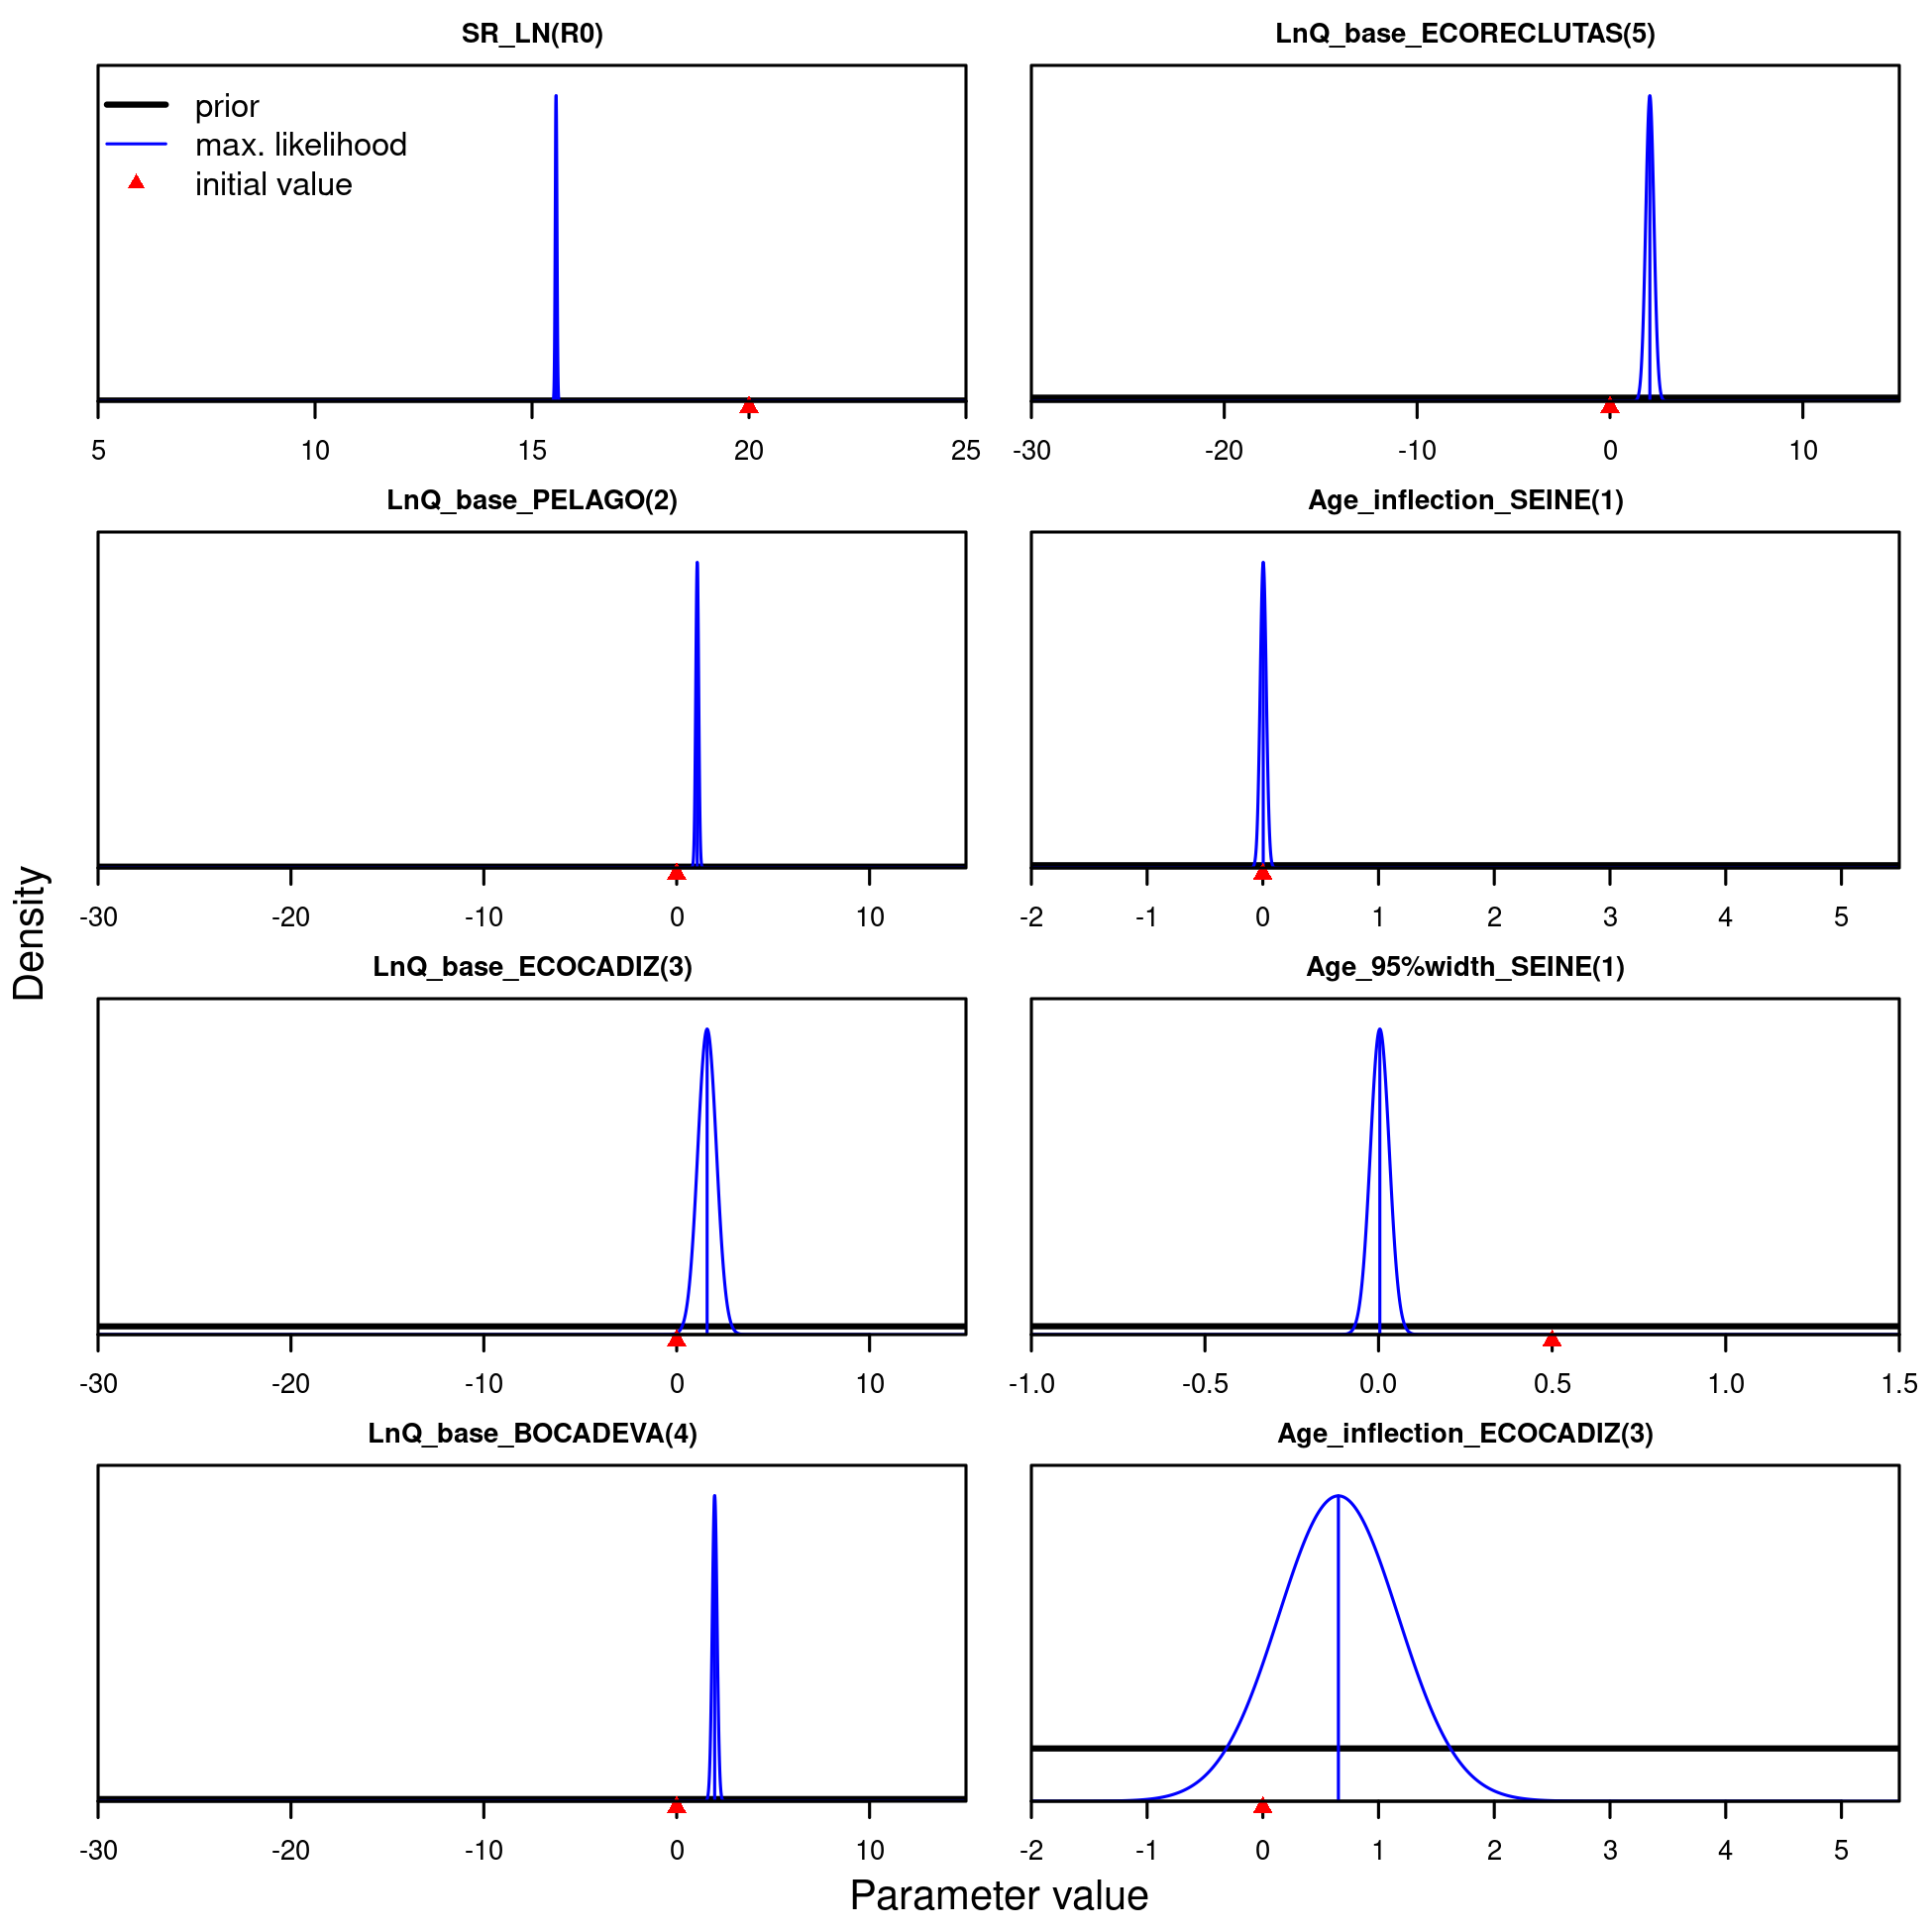 SR_LN(R0)
prior
max. likelihood
initial value
5 10 15 20 25
LnQ_base_ECORECLUTAS(5)
-30 -20 -10 0 10
LnQ_base_PELAGO(2)
-30 -20 -10 0 10
Age_inflection_SEINE(1)
-2 -1 0 1 2 3 4 5
LnQ_base_ECOCADIZ(3)
-30 -20 -10 0 10
Age_95%width_SEINE(1)
-1.0 -0.5 0.0 0.5 1.0 1.5
LnQ_base_BOCADEVA(4)
-30 -20 -10 0 10
Age_inflection_ECOCADIZ(3)
-2 -1 0 1 2 3 4 5
Density
Parameter value